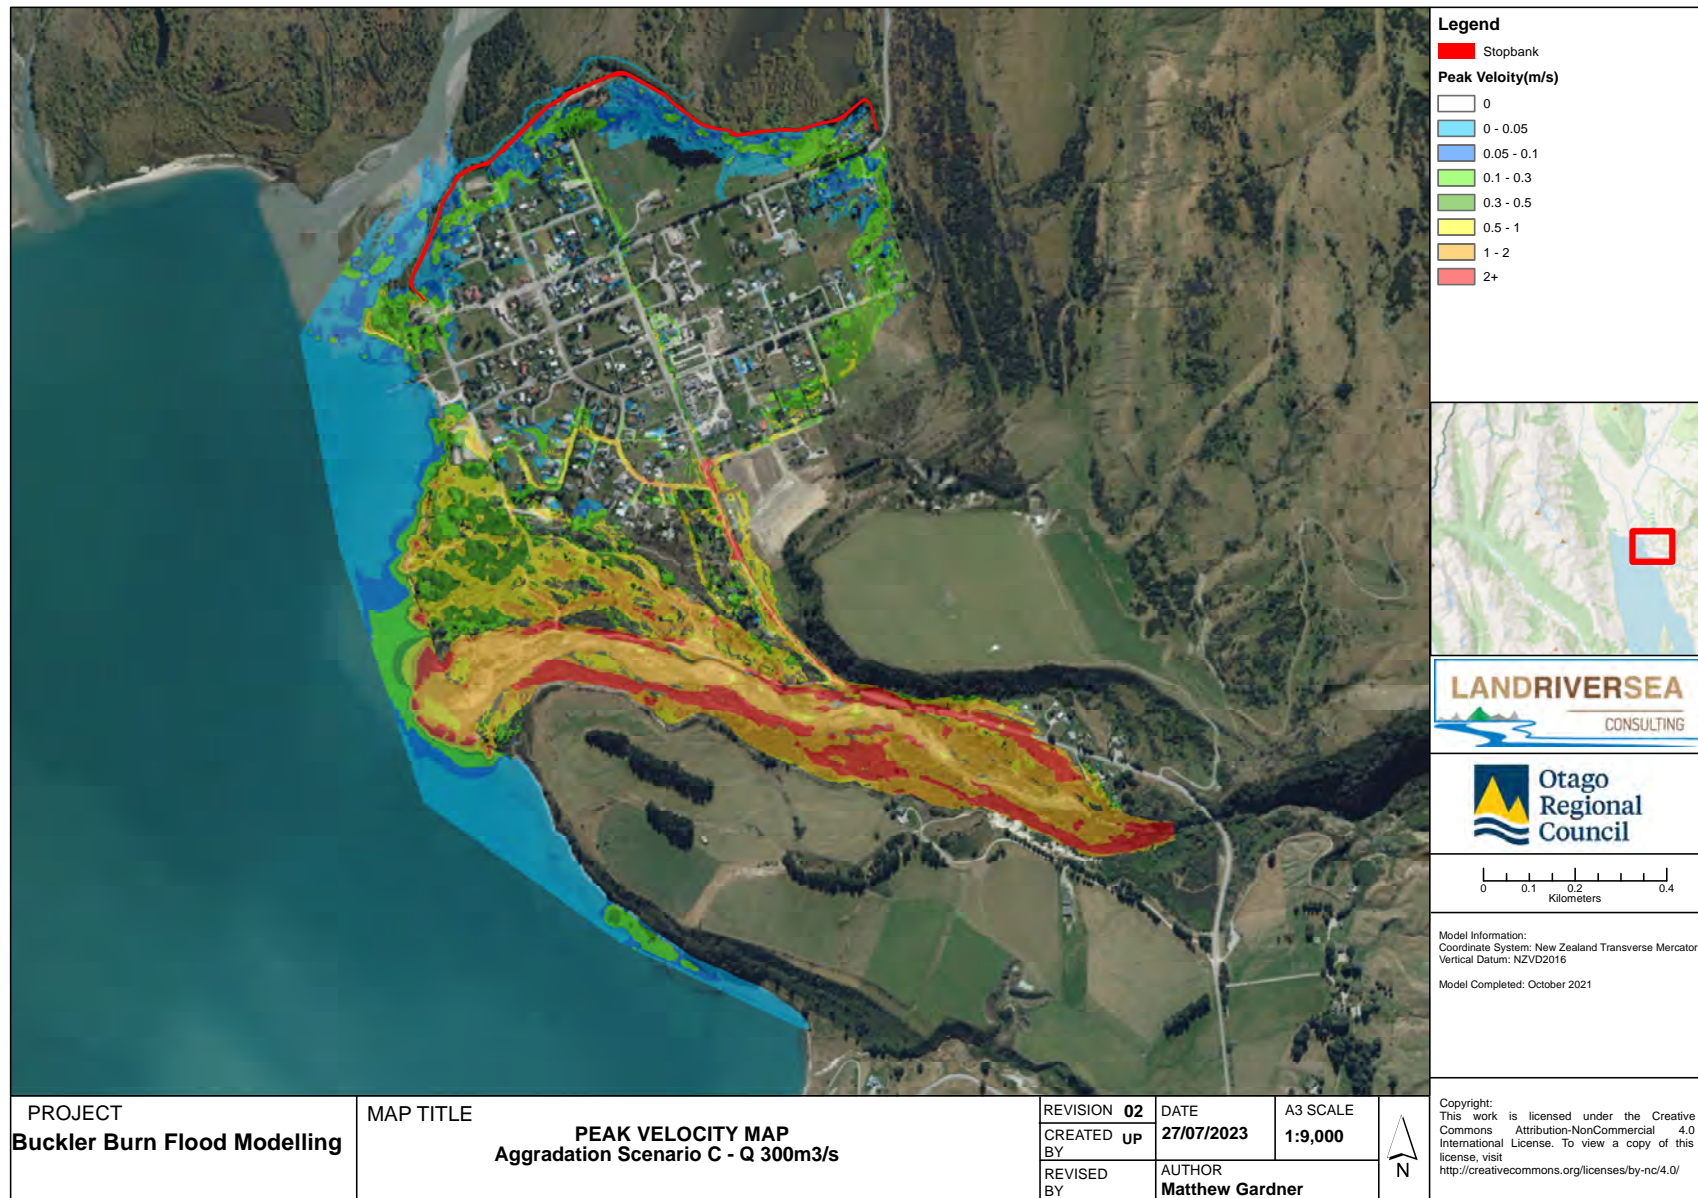 Legend
Stopbank
Peak Veloity(m/s)
0
0 - 0.05
0.05 - 0.1
0.1 - 0.3
0.3 - 0.5
0.5 - 1
1 - 2
2+
LANDRIVERSEA
CONSULTING
Otago
Regional
Council
0 0.1 0.2 0.4
Kilometers
Model Information:
Coordinate System: New Zealand Transverse Mercator
Vertical Datum: NZVD2016
Model Completed: October 2021
Copyright:
This work is licensed under the Creative
Commons Attribution-NonCommercial 4.0
International License. To view a copy of this
license, visit
http://creativecommons.org/licenses/by-nc/4.0/
PROJECT
Buckler Burn Flood Modelling
MAP TITLE
PEAK VELOCITY MAP
Aggradation Scenario C - Q 300m3/s
REVISION 02
CREATED BY UP
REVISED BY
DATE
27/07/2023
A3 SCALE
1:9,000
AUTHOR
Matthew Gardner
N